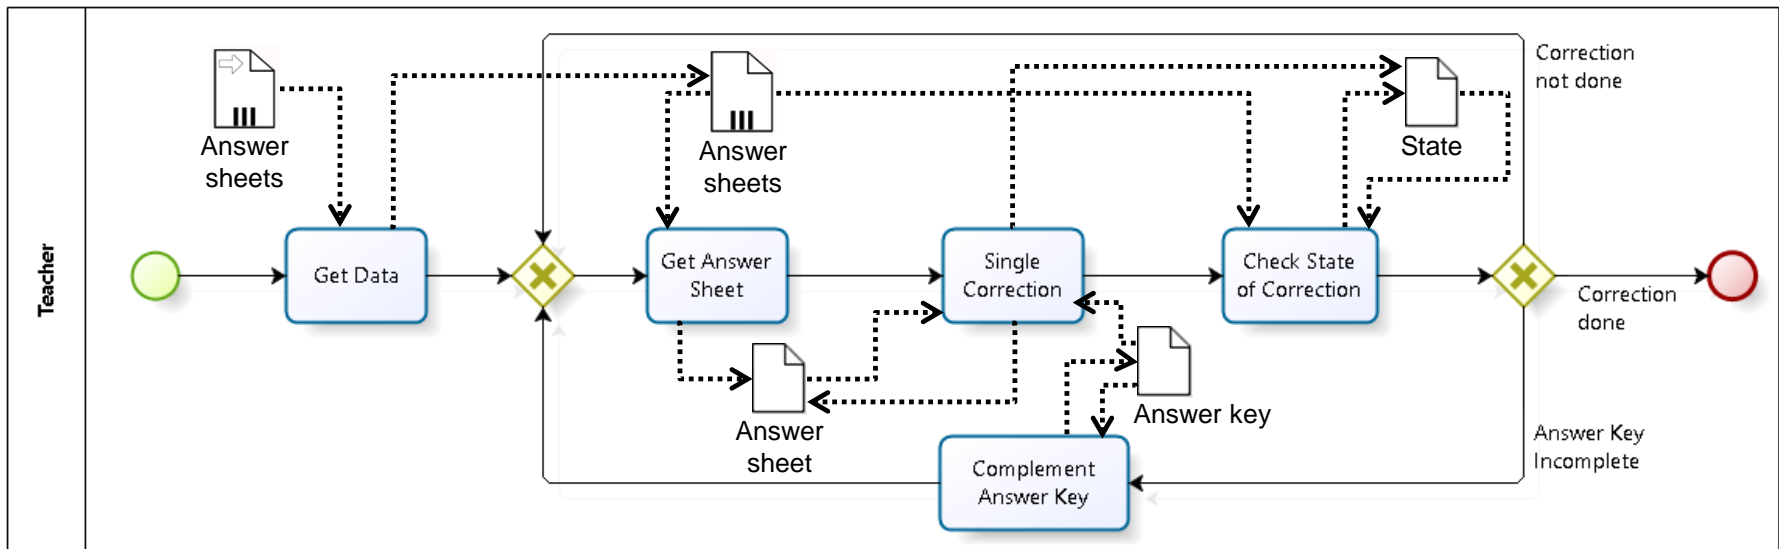 Teacher
Answer
sheets
Get Data
Answer
sheets
Get Answer
Sheet
Answer
sheet
Single
Correction
Answer key
Complement
Answer Key
Check State
of Correction
State
Correction
not done
Correction
done
Answer Key
Incomplete